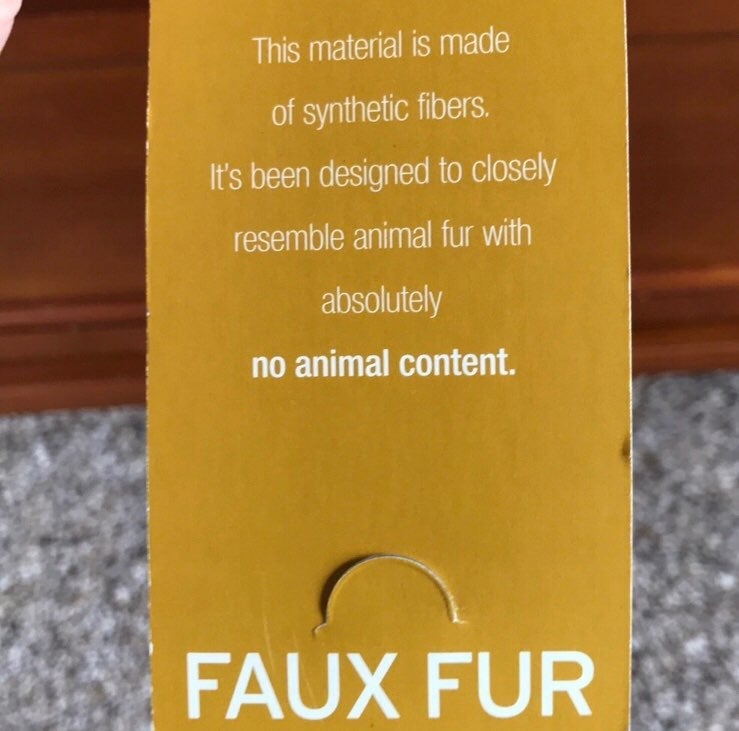 This material is made
of synthetic fibers.
It's been designed to closely
resemble animal fur with
absolutely
no animal content.
FAUX FUR